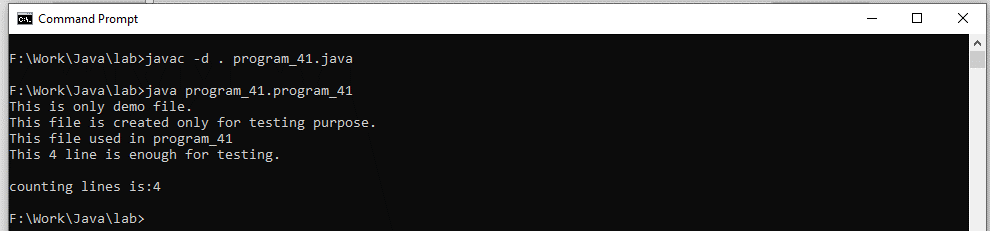 Command Prompt
F:\Work\Java\lab>javac -d . program_41.java
F:\Work\Java\lab>java program_41.program_41
This is only demo file.
This file is created only for testing purpose.
This file used in program_41
This 4 line is enough for testing.
counting lines is:4
F:\Work\Java\lab>